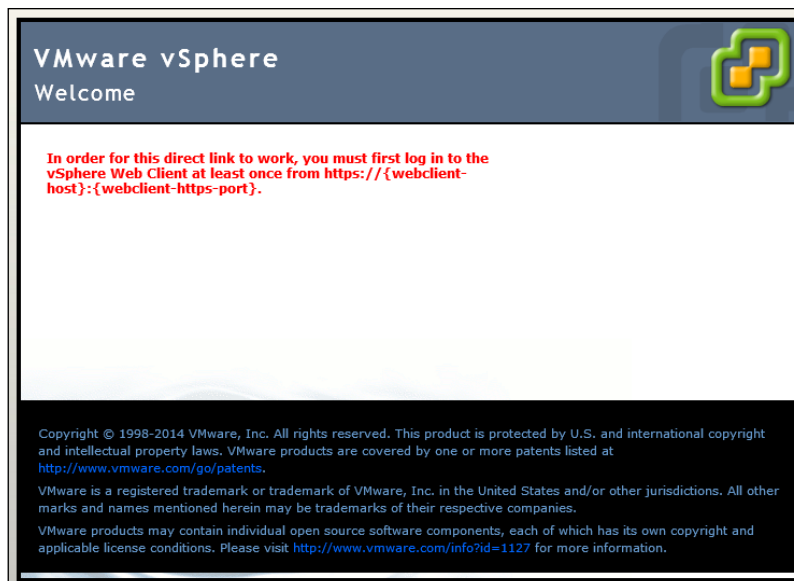 VMware vSphere
Welcome
In order for this direct link to work, you must first log in to the
vSphere Web Client at least once from https://{webclient-
host}:{webclient-https-port}.
Copyright © 1998-2014 VMware, Inc. All rights reserved. This product is protected by U.S. and international copyright
and intellectual property laws. VMware products are covered by one or more patents listed at
http://www.vmware.com/go/patents.
VMware is a registered trademark or trademark of VMware, Inc. in the United States and/or other jurisdictions. All other
marks and names mentioned herein may be trademarks of their respective companies.
VMware products may contain individual open source software components, each of which has its own copyright and
applicable license conditions. Please visit http://www.vmware.com/info?id=1127 for more information.